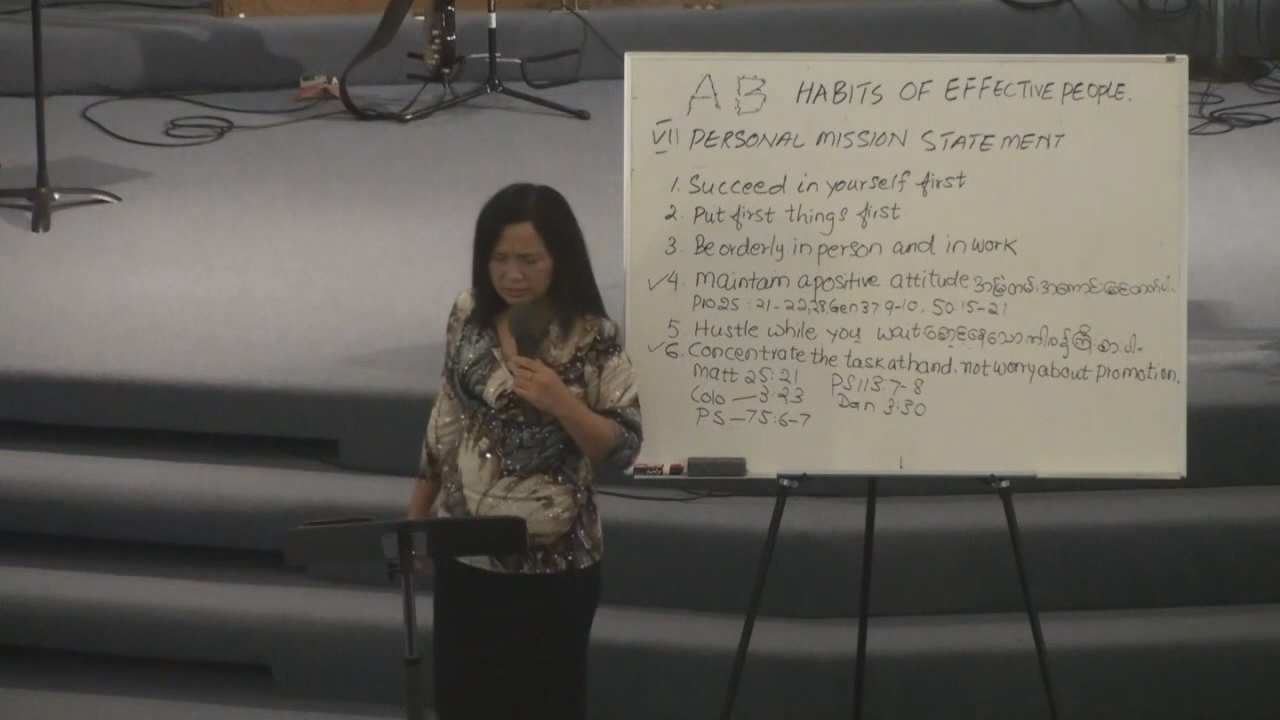 AB HABITS OF EFFECTIVE PEOPLE.
VII PERSONAL MISSION STATEMENT
1. Succeed in yourself first
2. Put first things first
3. Be orderly in person and in work
✓4. Maintain a positive attitude
Pro 25:21-22,28, Gen 37:9-10, 50:15-21
5. Hustle while you wait
✓6. Concentrate the task at hand. not worry about promotion.
Matt 25:21 PS 113:7-8
Colo — 3:23 Dan 3:30
PS — 75:6-7